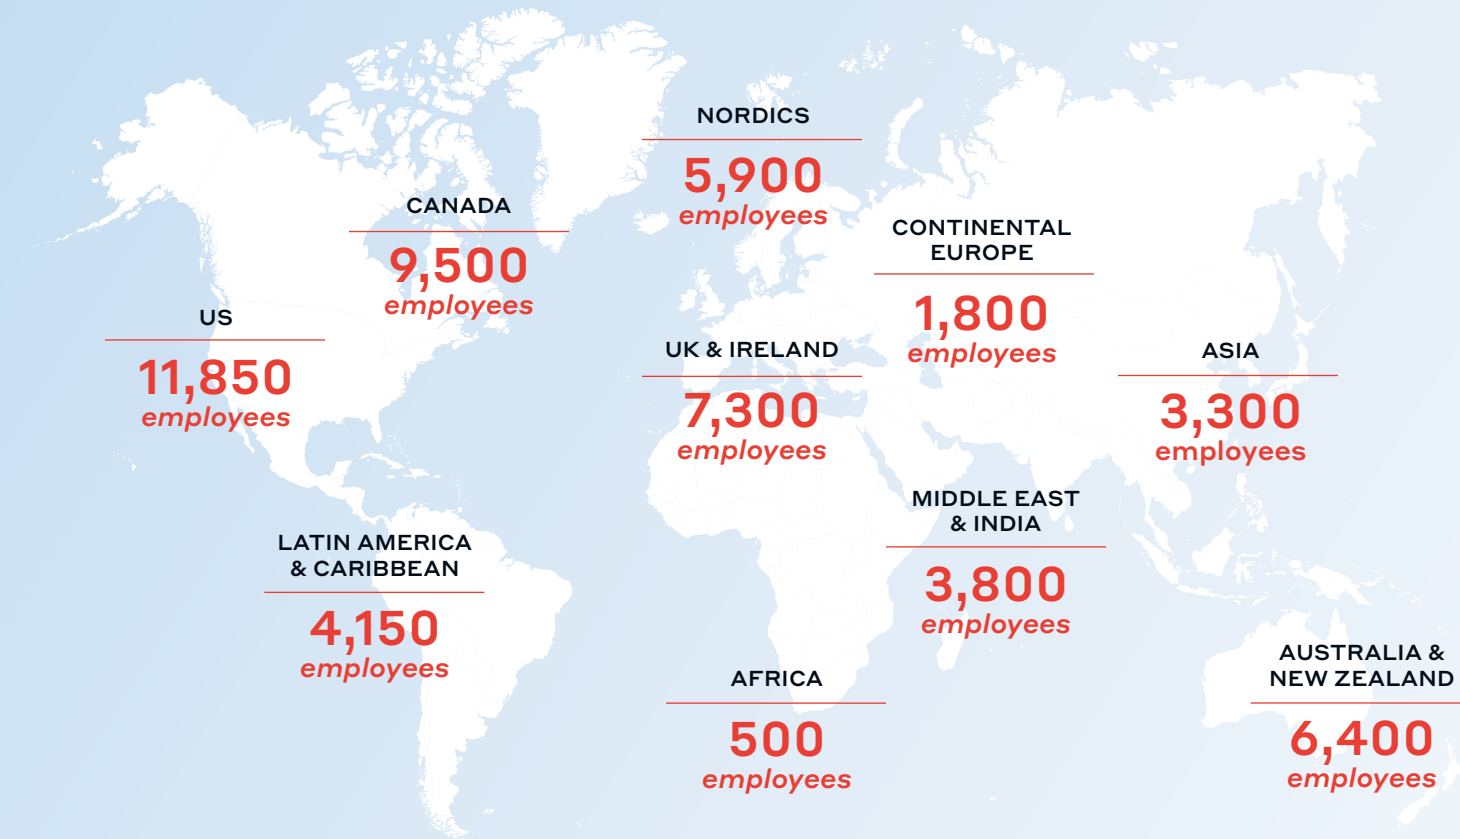 NORDICS
5,900
employees
CANADA
9,500
employees
CONTINENTAL
EUROPE
1,800
employees
US
11,850
employees
UK & IRELAND
7,300
employees
ASIA
3,300
employees
MIDDLE EAST
& INDIA
3,800
employees
LATIN AMERICA
& CARIBBEAN
4,150
employees
AFRICA
500
employees
AUSTRALIA &
NEW ZEALAND
6,400
employees